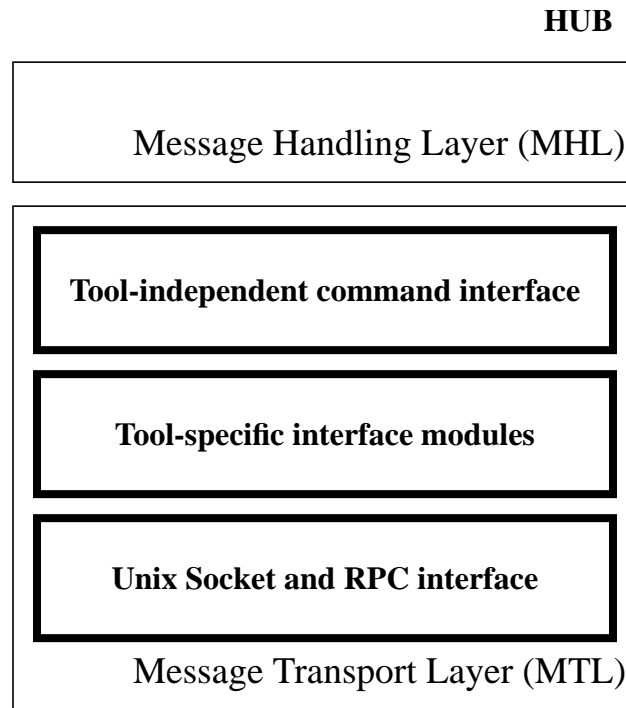 HUB
Message Handling Layer (MHL)
Tool-independent command interface
Tool-specific interface modules
Unix Socket and RPC interface
Message Transport Layer (MTL)